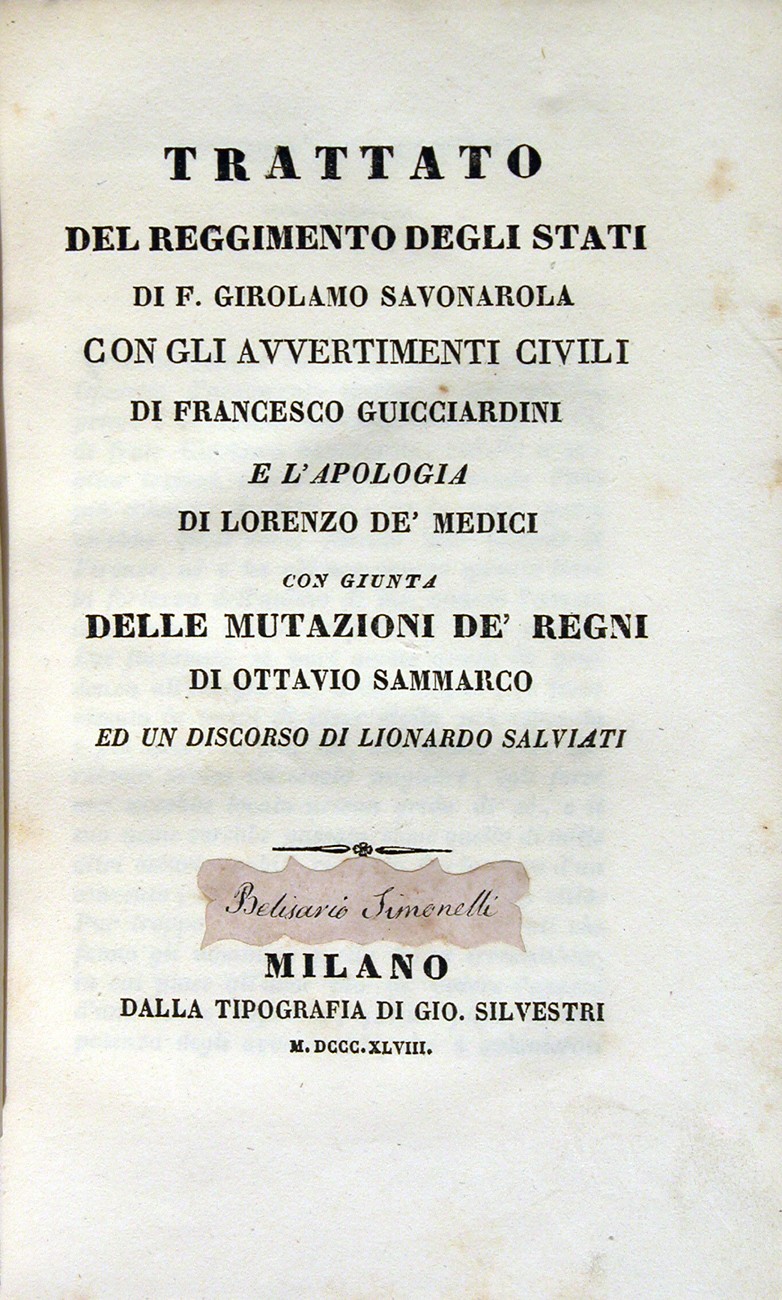 TRATTATO
DEL REGGIMENTO DEGLI STATI
DI F. GIROLAMO SAVONAROLA
CON GLI AVVERTIMENTI CIVILI
DI FRANCESCO GUICCIARDINI
E L'APOLOGIA
DI LORENZO DE' MEDICI
CON GIUNTA
DELLE MUTAZIONI DE' REGNI
DI OTTAVIO SAMMARCO
ED UN DISCORSO DI LIONARDO SALVIATI
Belisario Simonelli
MILANO
DALLA TIPOGRAFIA DI GIO. SILVESTRI
M.DCCC.XLVIII.